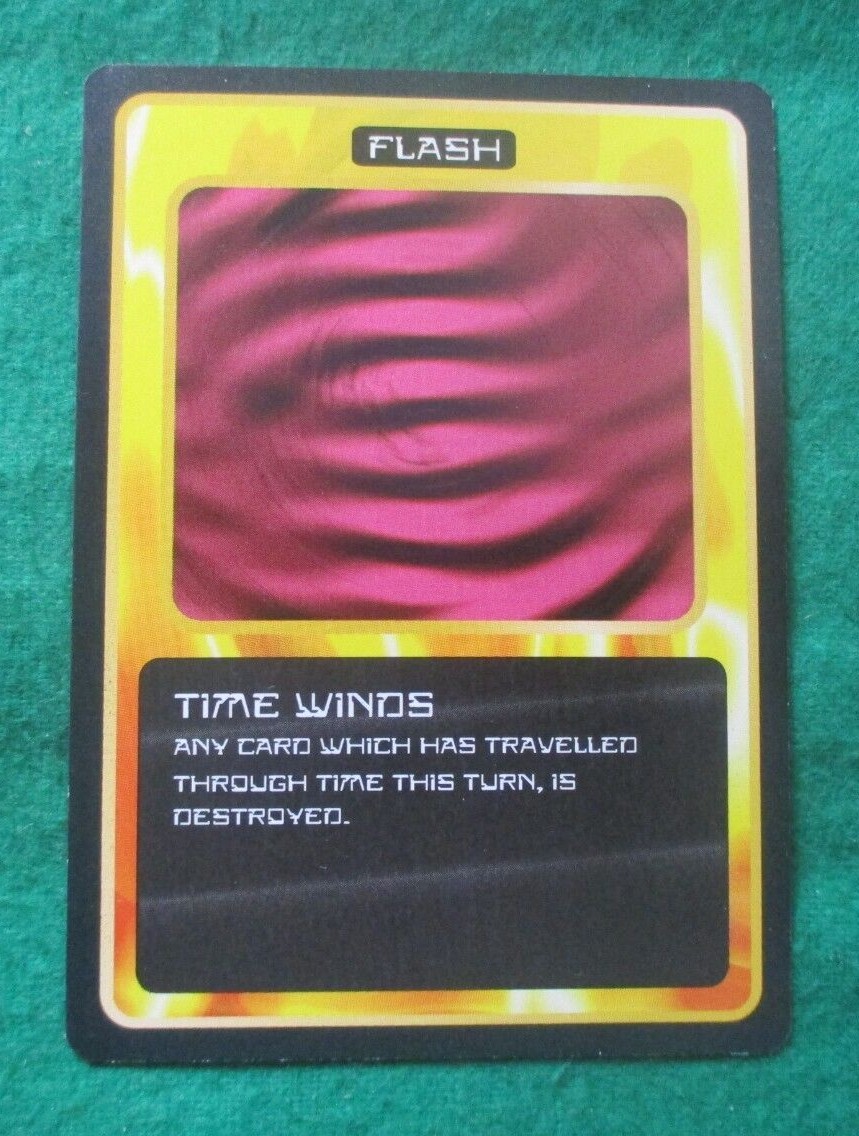 FLASH
TIME WINDS
ANY CARD WHICH HAS TRAVELLED
THROUGH TIME THIS TURN, IS
DESTROYED.